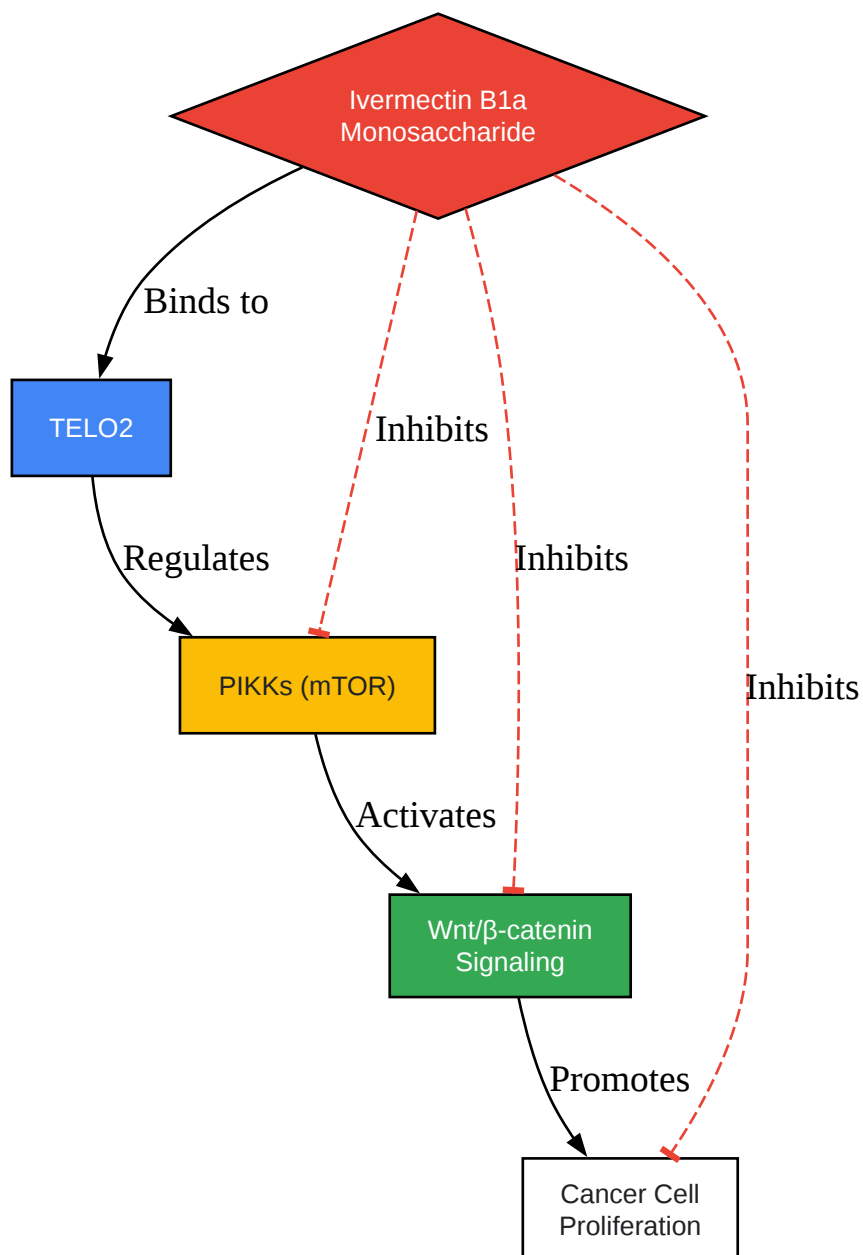 Ivermectin B1a
Monosaccharide
Binds to
TELO2
Inhibits
Regulates
Inhibits
PIKKs (mTOR)
Inhibits
Activates
Wnt/β-catenin
Signaling
Promotes
Cancer Cell
Proliferation